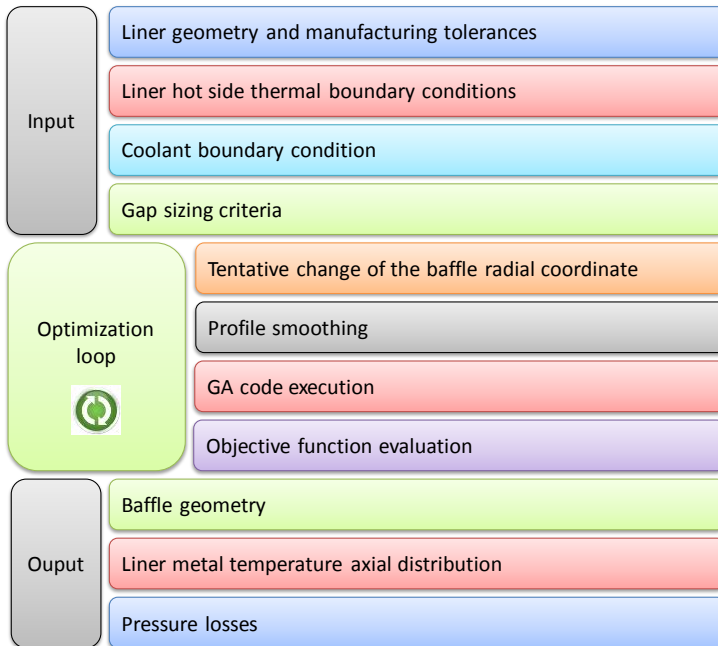 Input
Liner geometry and manufacturing tolerances
Liner hot side thermal boundary conditions
Coolant boundary condition
Gap sizing criteria
Optimization
loop
Tentative change of the baffle radial coordinate
Profile smoothing
GA code execution
Objective function evaluation
Ouput
Baffle geometry
Liner metal temperature axial distribution
Pressure losses